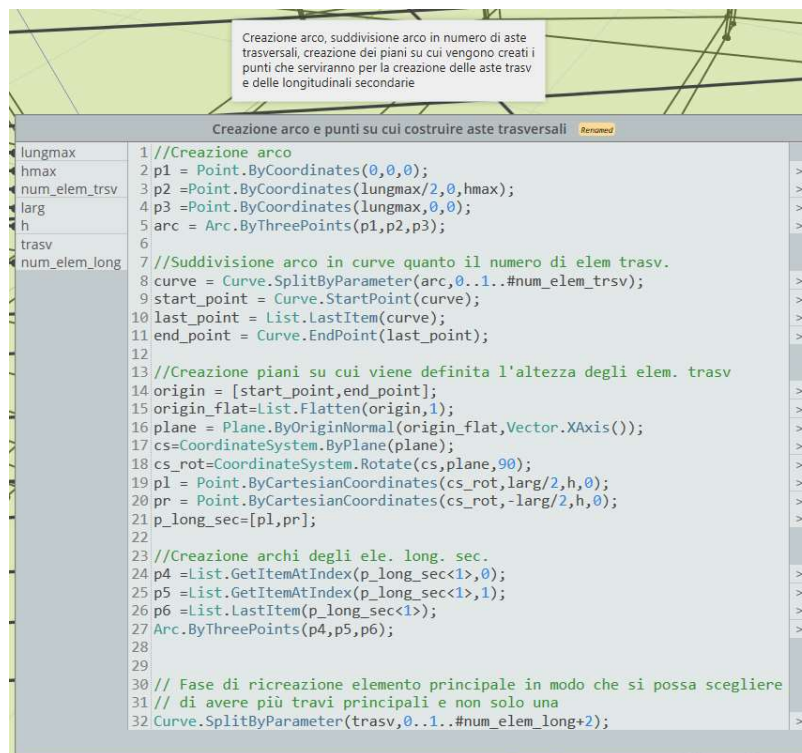 Creazione arco, suddivisione arco in numero di aste
trasversali, creazione dei piani su cui vengono creati i
punti che serviranno per la creazione delle aste trasv
e delle longitudinali secondarie
Creazione arco e punti su cui costruire aste trasversali Renamed
lungmax
hmax
num_elem_trsv
larg
h
trasv
num_elem_long
1 //Creazione arco
2 p1 = Point.ByCoordinates(0,0,0);
3 p2 =Point.ByCoordinates(lungmax/2,0,hmax);
4 p3 =Point.ByCoordinates(lungmax,0,0);
5 arc = Arc.ByThreePoints(p1,p2,p3);
6
7 //Suddivisione arco in curve quanto il numero di elem trasv.
8 curve = Curve.SplitByParameter(arc,0..1..#num_elem_trsv);
9 start_point = Curve.StartPoint(curve);
10 last_point = List.LastItem(curve);
11 end_point = Curve.EndPoint(last_point);
12
13 //Creazione piani su cui viene definita l'altezza degli elem. trasv
14 origin = [start_point,end_point];
15 origin_flat=List.Flatten(origin,1);
16 plane = Plane.ByOriginNormal(origin_flat,Vector.XAxis());
17 cs=CoordinateSystem.ByPlane(plane);
18 cs_rot=CoordinateSystem.Rotate(cs,plane,90);
19 pl = Point.ByCartesianCoordinates(cs_rot,larg/2,h,0);
20 pr = Point.ByCartesianCoordinates(cs_rot,-larg/2,h,0);
21 p_long_sec=[pl,pr];
22
23 //Creazione archi degli ele. long. sec.
24 p4 =List.GetItemAtIndex(p_long_sec<1>,0);
25 p5 =List.GetItemAtIndex(p_long_sec<1>,1);
26 p6 =List.LastItem(p_long_sec<1>);
27 Arc.ByThreePoints(p4,p5,p6);
28
29
30 // Fase di ricreazione elemento principale in modo che si possa scegliere
31 // di avere più travi principali e non solo una
32 Curve.SplitByParameter(trasv,0..1..#num_elem_long+2);